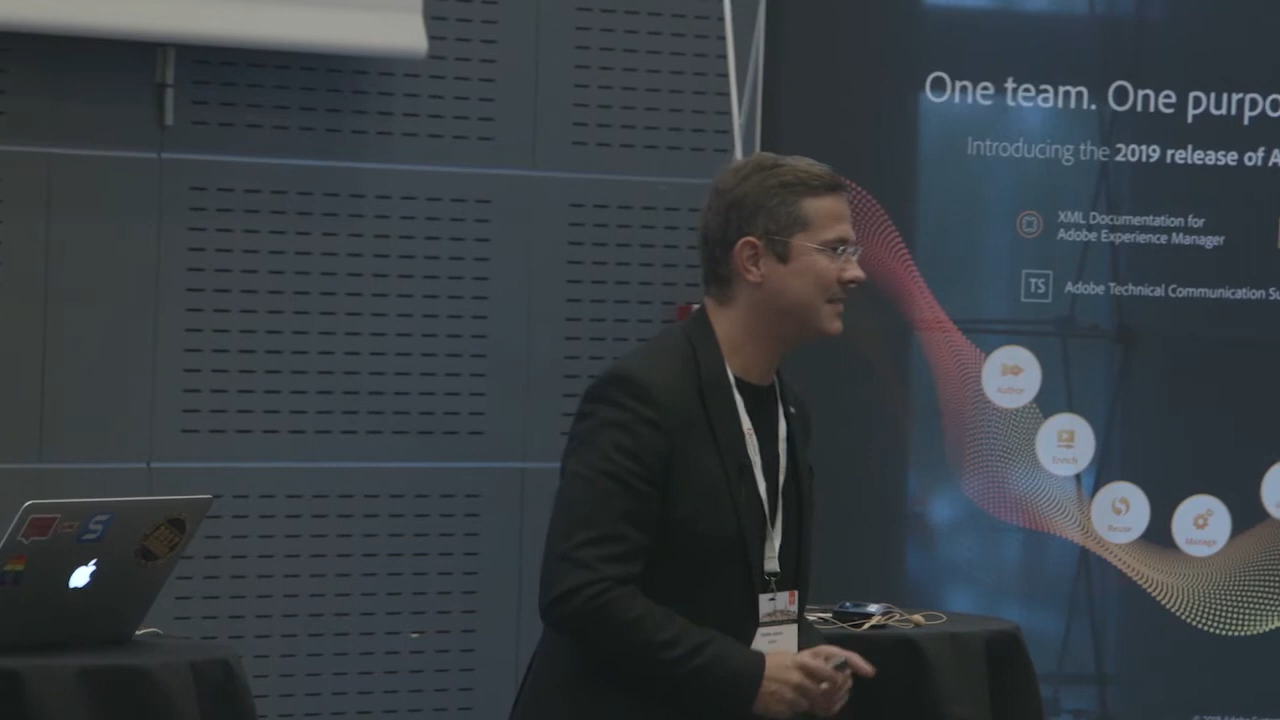 One team. One purpo
Introducing the 2019 release of A
XML Documentation for
Adobe Experience Manager
TS
Adobe Technical Communication Su
Author
Enrich
Reuse
Manage